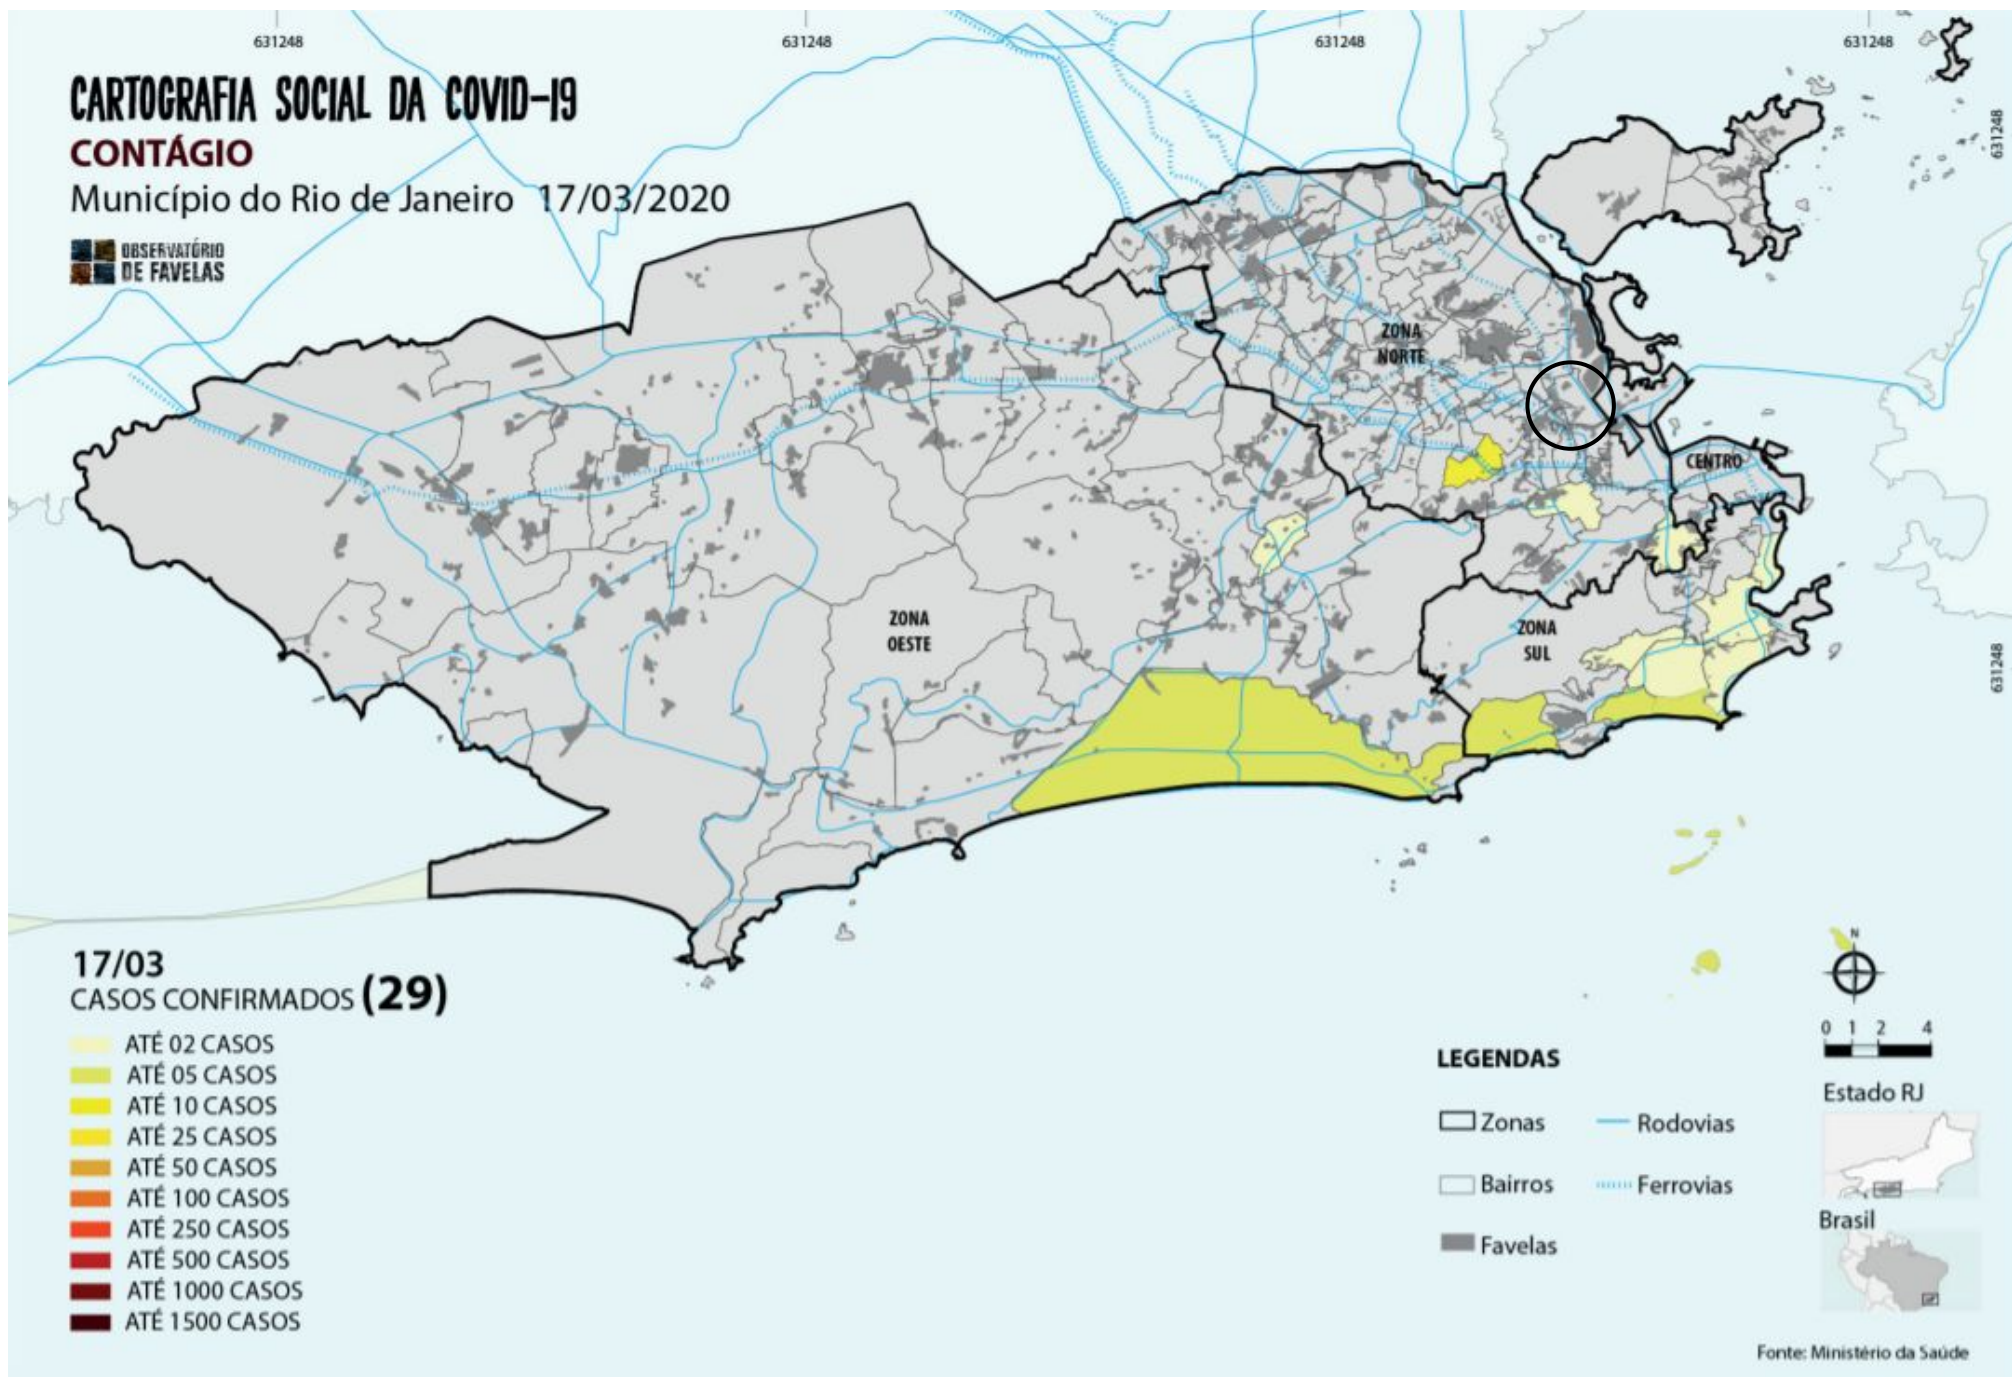 631248
631248
631248
631248
CARTOGRAFIA SOCIAL DA COVID-19
CONTÁGIO
Município do Rio de Janeiro 17/03/2020
OBSERVATÓRIO
DE FAVELAS
631248
ZONA
NORTE
CENTRO
ZONA
OESTE
ZONA
SUL
631248
17/03
CASOS CONFIRMADOS (29)
ATÉ 02 CASOS
ATÉ 05 CASOS
ATÉ 10 CASOS
ATÉ 25 CASOS
ATÉ 50 CASOS
ATÉ 100 CASOS
ATÉ 250 CASOS
ATÉ 500 CASOS
ATÉ 1000 CASOS
ATÉ 1500 CASOS
LEGENDAS
Zonas
Rodovias
Bairros
Ferrovias
Favelas
N
0 1 2 4
Estado RJ
Brasil
Fonte: Ministério da Saúde